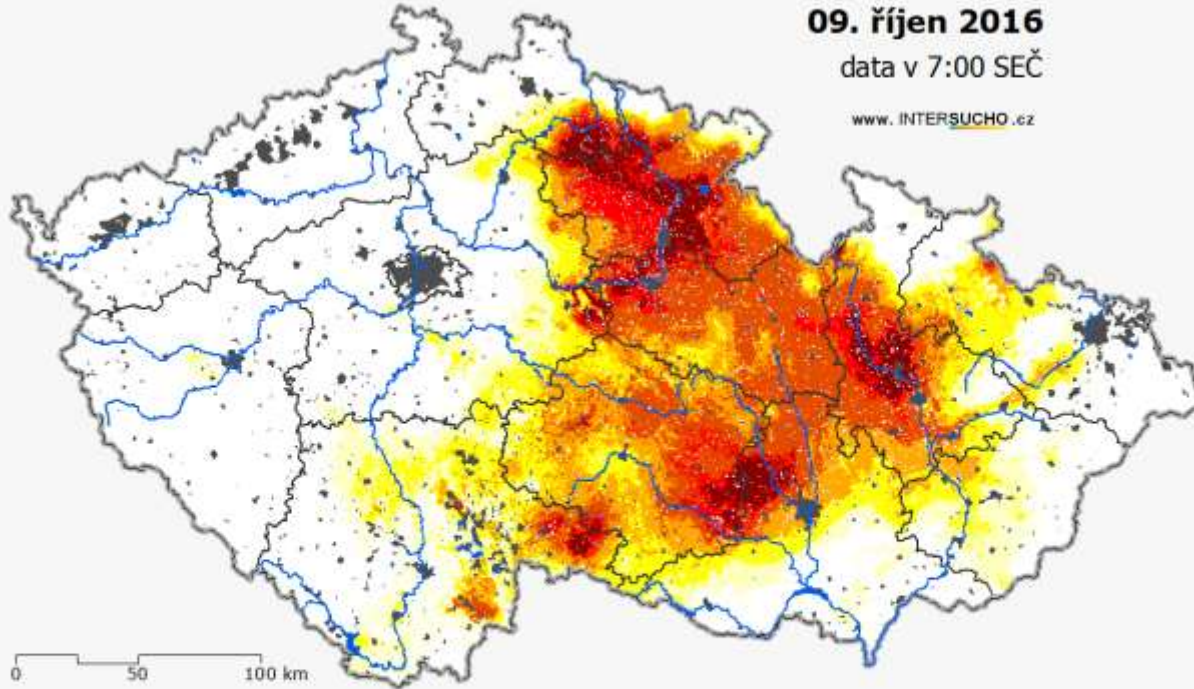 09. říjen 2016
data v 7:00 SEČ
www. INTERSUCHO .cz
0 50 100 km